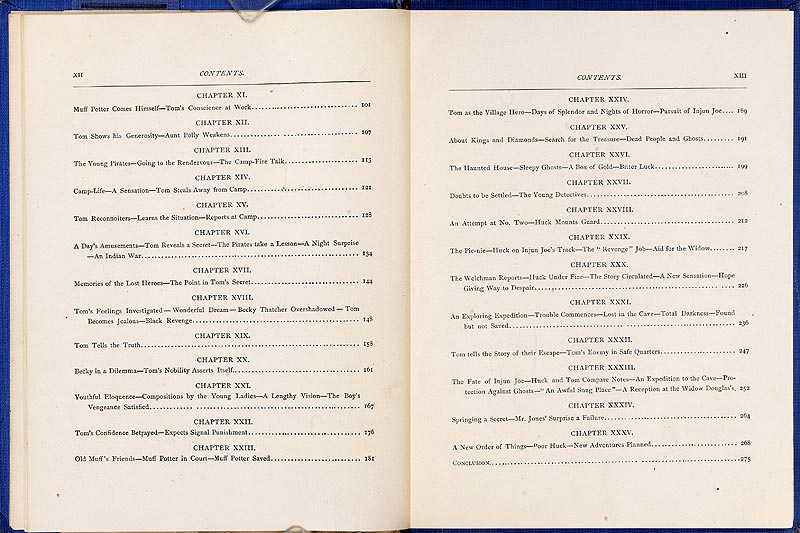 XII
CONTENTS.
CHAPTER XI.
Muff Potter Comes Himself—Tom's Conscience at Work........ 101
CHAPTER XII.
Tom Shows his Generosity—Aunt Polly Weakens........ 107
CHAPTER XIII.
The Young Pirates—Going to the Rendezvous—The Camp-Fire Talk........ 113
CHAPTER XIV.
Camp-Life—A Sensation—Tom Steals Away from Camp........ 121
CHAPTER XV.
Tom Reconnoiters—Learns the Situation—Reports at Camp........ 128
CHAPTER XVI.
A Day's Amusements—Tom Reveals a Secret—The Pirates take a Lesson—A Night Surprise
—An Indian War........ 134
CHAPTER XVII.
Memories of the Lost Heroes—The Point in Tom's Secret........ 144
CHAPTER XVIII.
Tom's Feelings Investigated—Wonderful Dream—Becky Thatcher Overshadowed—Tom
Becomes Jealous—Black Revenge........ 148
CHAPTER XIX.
Tom Tells the Truth........ 158
CHAPTER XX.
Becky in a Dilemma—Tom's Nobility Asserts Itself........ 161
CHAPTER XXI.
Youthful Eloquence—Compositions by the Young Ladies—A Lengthy Vision—The Boy's
Vengeance Satisfied........ 167
CHAPTER XXII.
Tom's Confidence Betrayed—Expects Signal Punishment........ 176
CHAPTER XXIII.
Old Muff's Friends—Muff Potter in Court—Muff Potter Saved........ 181
CONTENTS.
XIII
CHAPTER XXIV.
Tom as the Village Hero—Days of Splendor and Nights of Horror—Pursuit of Injun Joe.... 189
CHAPTER XXV.
About Kings and Diamonds—Search for the Treasure—Dead People and Ghosts........ 191
CHAPTER XXVI.
The Haunted House—Sleepy Ghosts—A Box of Gold—Bitter Luck........ 199
CHAPTER XXVII.
Doubts to be Settled—The Young Detectives........ 208
CHAPTER XXVIII.
An Attempt at No. Two—Huck Mounts Guard........ 212
CHAPTER XXIX.
The Pic-nic—Huck on Injun Joe's Track—The "Revenge" Job—Aid for the Widow........ 217
CHAPTER XXX.
The Welchman Reports—Huck Under Fire—The Story Circulated—A New Sensation—Hope
Giving Way to Despair........ 226
CHAPTER XXXI.
An Exploring Expedition—Trouble Commences—Lost in the Cave—Total Darkness—Found
but not Saved........ 236
CHAPTER XXXII.
Tom tells the Story of their Escape—Tom's Enemy in Safe Quarters........ 247
CHAPTER XXXIII.
The Fate of Injun Joe—Huck and Tom Compare Notes—An Expedition to the Cave—Pro-
tection Against Ghosts—"An Awful Snug Place"—A Reception at the Widow Douglas's, 252
CHAPTER XXXIV.
Springing a Secret—Mr. Jones' Surprise a Failure........ 264
CHAPTER XXXV.
A New Order of Things—Poor Huck—New Adventures Planned........ 268
CONCLUSION........ 275